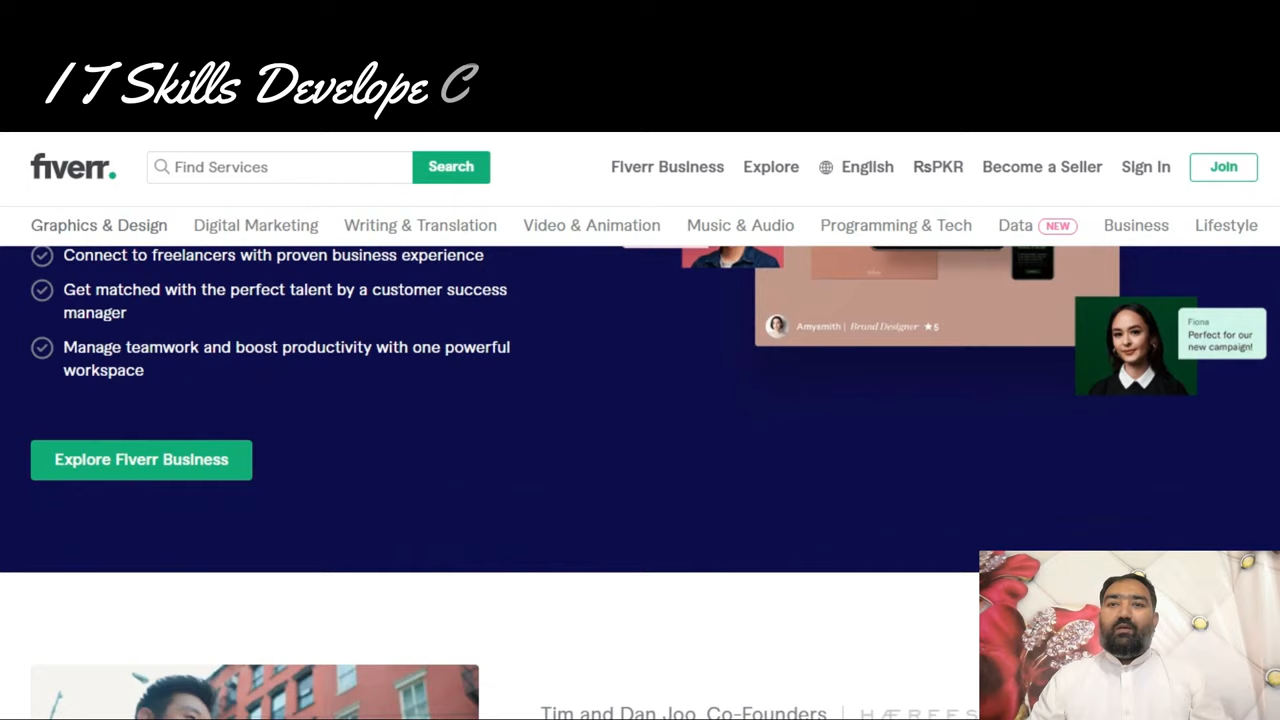 IT Skills Develope C
fiverr. Find Services Search Fiverr Business Explore English RsPKR Become a Seller Sign In Join
Graphics & Design Digital Marketing Writing & Translation Video & Animation Music & Audio Programming & Tech Data NEW Business Lifestyle
Connect to freelancers with proven business experience
Get matched with the perfect talent by a customer success
manager
Manage teamwork and boost productivity with one powerful
workspace
Amysmith | Brand Designer ★5
Fiona
Perfect for our
new campaign!
Explore Fiverr Business
Tim and Dan Joo, Co-Founders | HÆRFES